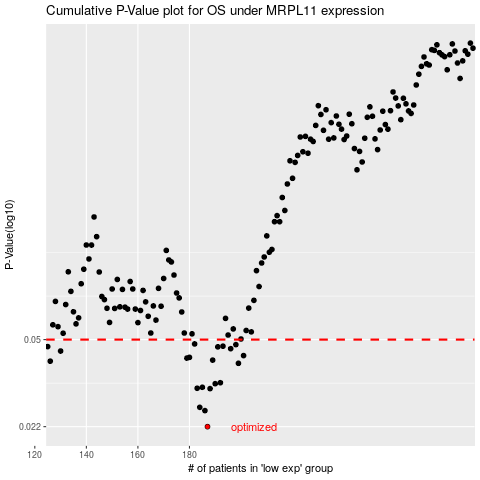 Cumulative P-Value plot for OS under MRPL11 expression
P-Value(log10)
0.05
0.022
optimized
120 140 160 180
# of patients in 'low exp' group